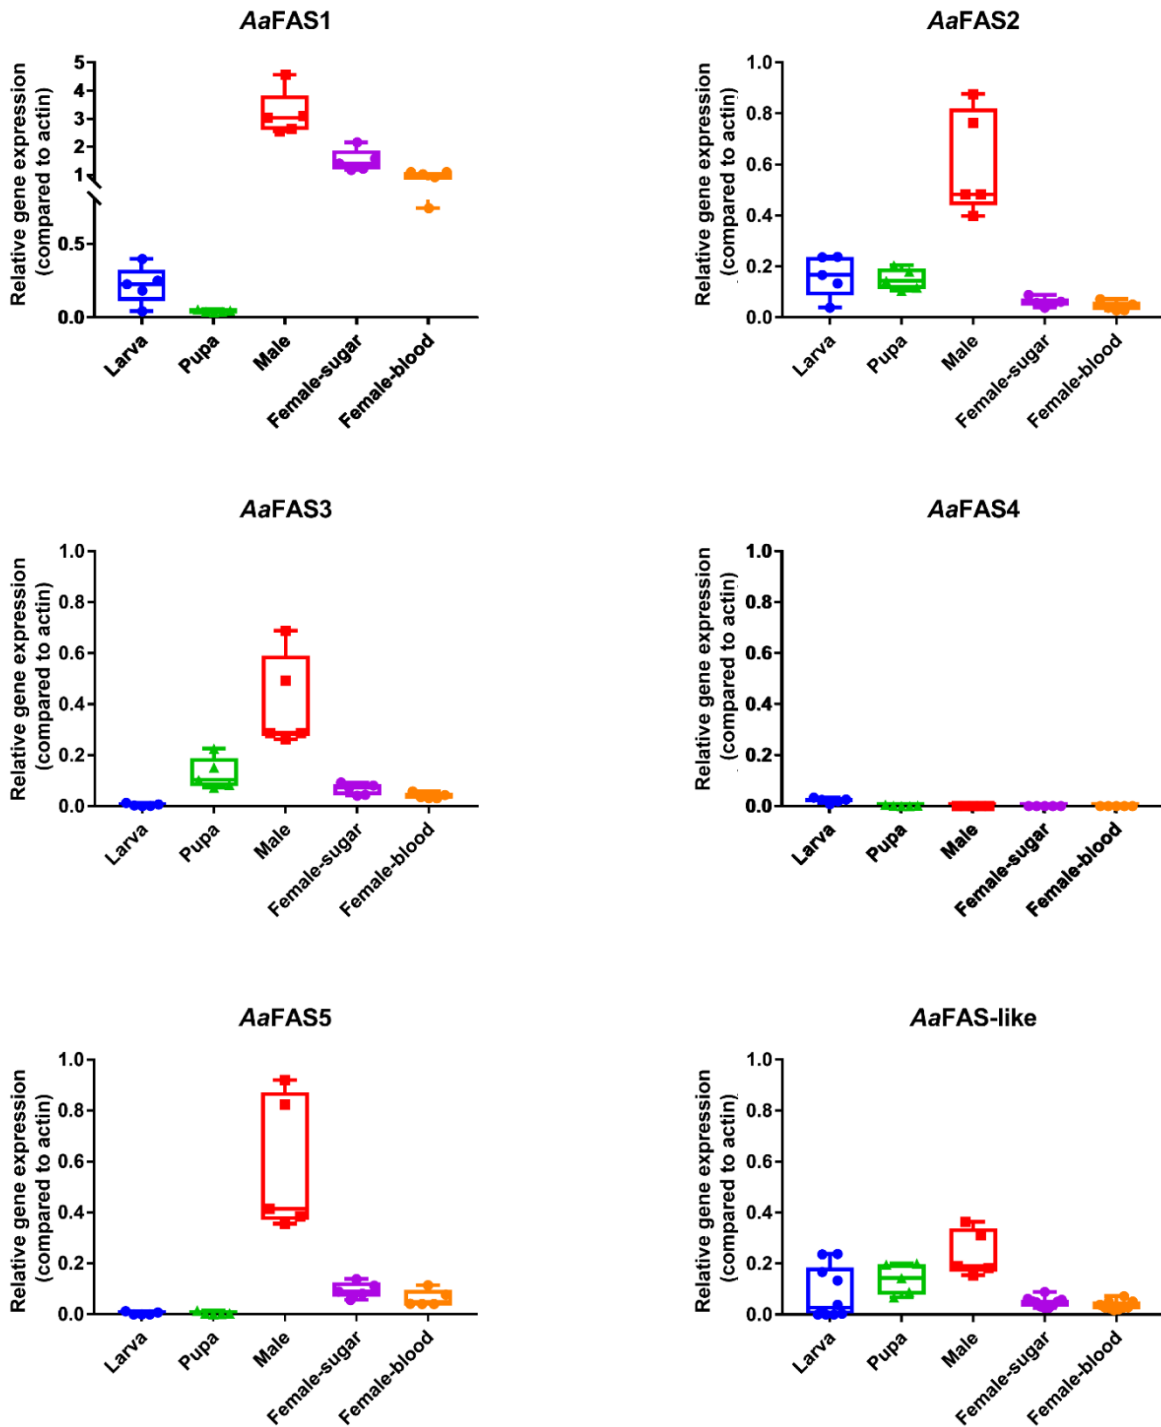 AaFAS1
Relative gene expression
(compared to actin)
5
4
3
2
1
0.5
0.0
Larva
Pupa
Male
Female-sugar
Female-blood
AaFAS2
Relative gene expression
(compared to actin)
1.0
0.8
0.6
0.4
0.2
0.0
Larva
Pupa
Male
Female-sugar
Female-blood
AaFAS3
Relative gene expression
(compared to actin)
1.0
0.8
0.6
0.4
0.2
0.0
Larva
Pupa
Male
Female-sugar
Female-blood
AaFAS4
Relative gene expression
(compared to actin)
1.0
0.8
0.6
0.4
0.2
0.0
Larva
Pupa
Male
Female-sugar
Female-blood
AaFAS5
Relative gene expression
(compared to actin)
1.0
0.8
0.6
0.4
0.2
0.0
Larva
Pupa
Male
Female-sugar
Female-blood
AaFAS-like
Relative gene expression
(compared to actin)
1.0
0.8
0.6
0.4
0.2
0.0
Larva
Pupa
Male
Female-sugar
Female-blood